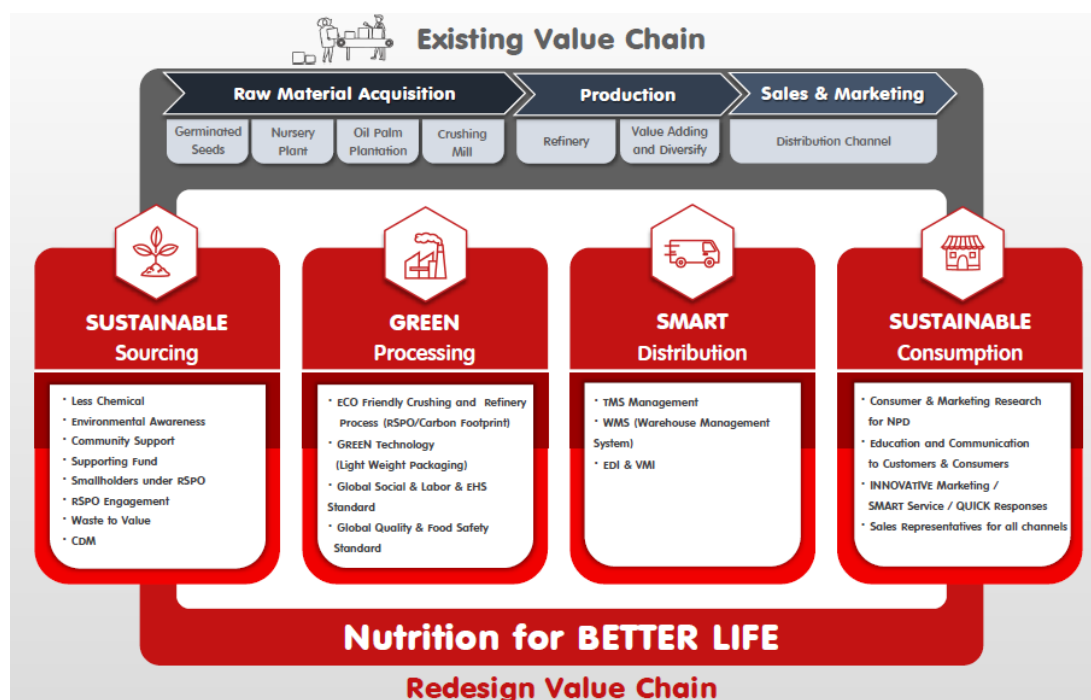 Existing Value Chain
Raw Material Acquisition
Production
Sales & Marketing
Germinated
Seeds
Nursery
Plant
Oil Palm
Plantation
Crushing
Mill
Refinery
Value Adding
and Diversify
Distribution Channel
SUSTAINABLE
Sourcing
· Less Chemical
· Environmental Awareness
· Community Support
· Supporting Fund
· Smallholders under RSPO
· RSPO Engagement
· Waste to Value
· CDM
GREEN
Processing
· ECO Friendly Crushing and Refinery
Process (RSPO/Carbon Footprint)
· GREEN Technology
(Light Weight Packaging)
· Global Social & Labor & EHS
Standard
· Global Quality & Food Safety
Standard
SMART
Distribution
· TMS Management
· WMS (Warehouse Management
System)
· EDI & VMI
SUSTAINABLE
Consumption
· Consumer & Marketing Research
for NPD
· Education and Communication
to Customers & Consumers
· INNOVATIVE Marketing /
SMART Service / QUICK Responses
· Sales Representatives for all channels
Nutrition for BETTER LIFE
Redesign Value Chain